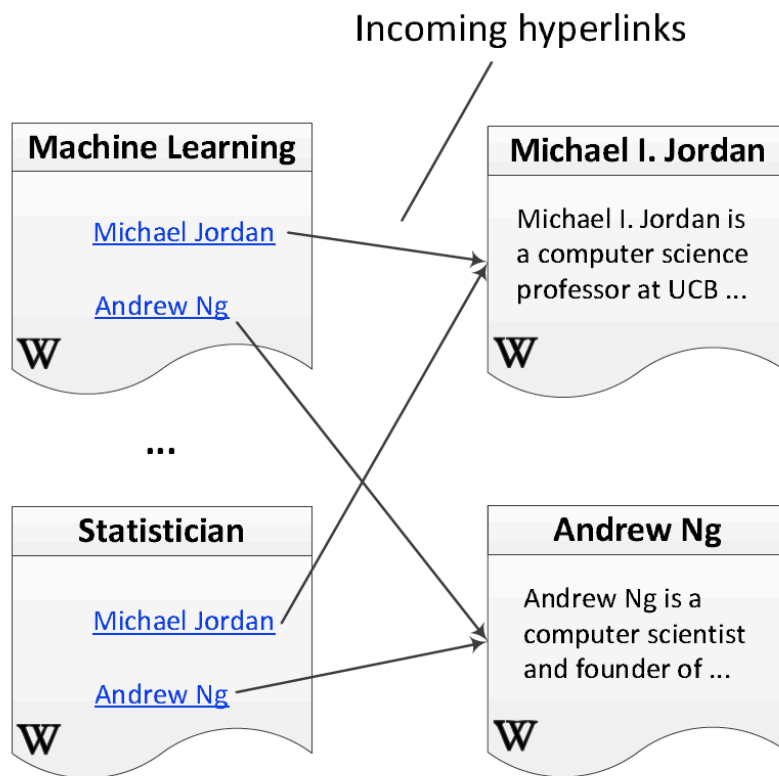 Incoming hyperlinks
Machine Learning
Michael Jordan
Andrew Ng
W
Michael I. Jordan
Michael I. Jordan is
a computer science
professor at UCB ...
W
...
Statistician
Michael Jordan
Andrew Ng
W
Andrew Ng
Andrew Ng is a
computer scientist
and founder of ...
W